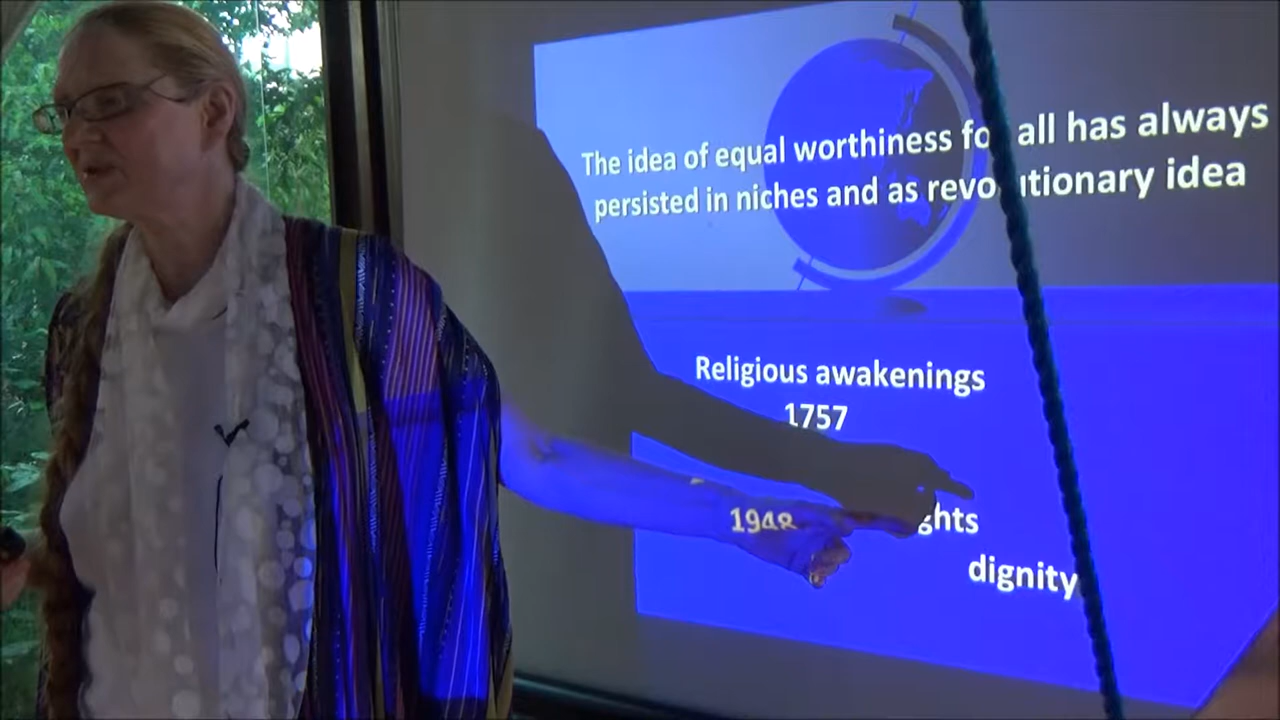 The idea of equal worthiness for all has always
persisted in niches and as revolutionary idea
Religious awakenings
1757
1948 ghts
dignity